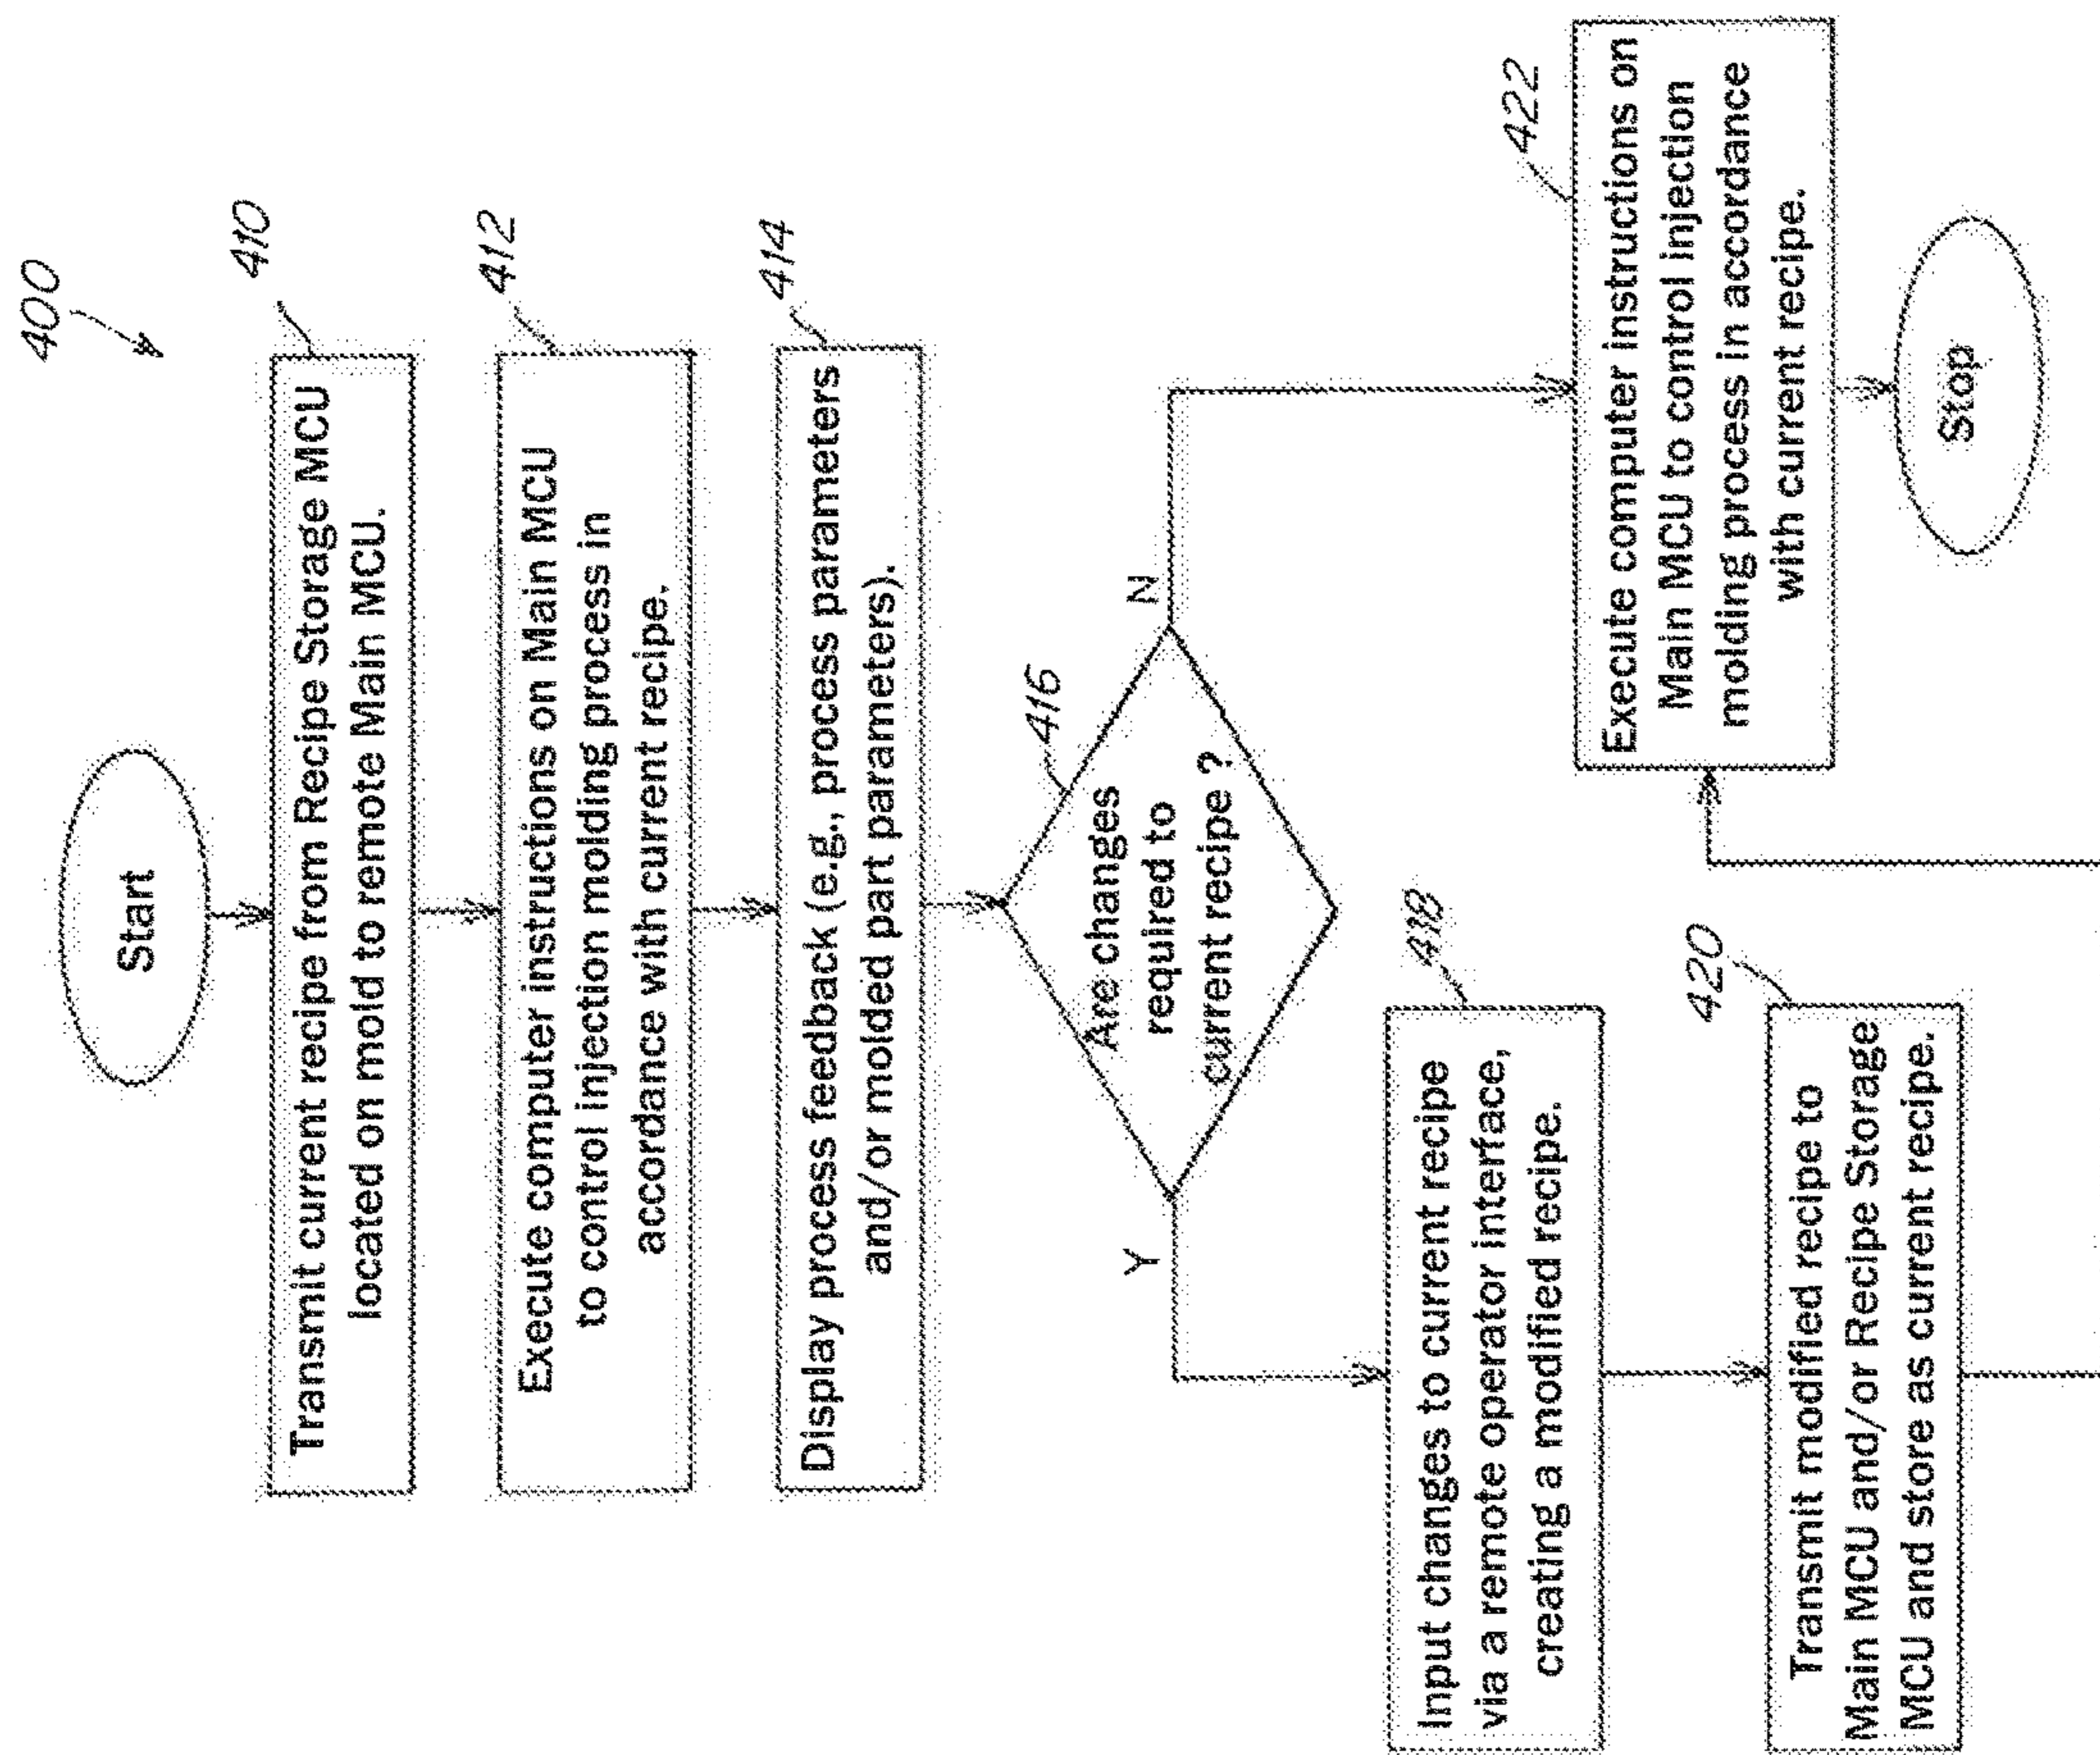 400
Start
410
Transmit current recipe from Recipe Storage MCU
located on mold to remote Main MCU.
412
Execute computer instructions on Main MCU
to control injection molding process in
accordance with current recipe.
414
Display process feedback (e.g., process parameters
and/or molded part parameters).
416
Are changes
required to
current recipe ?
Y
N
418
Input changes to current recipe
via a remote operator interface,
creating a modified recipe.
420
Transmit modified recipe to
Main MCU and/or Recipe Storage
MCU and store as current recipe.
422
Execute computer instructions on
Main MCU to control injection
molding process in accordance
with current recipe.
Stop